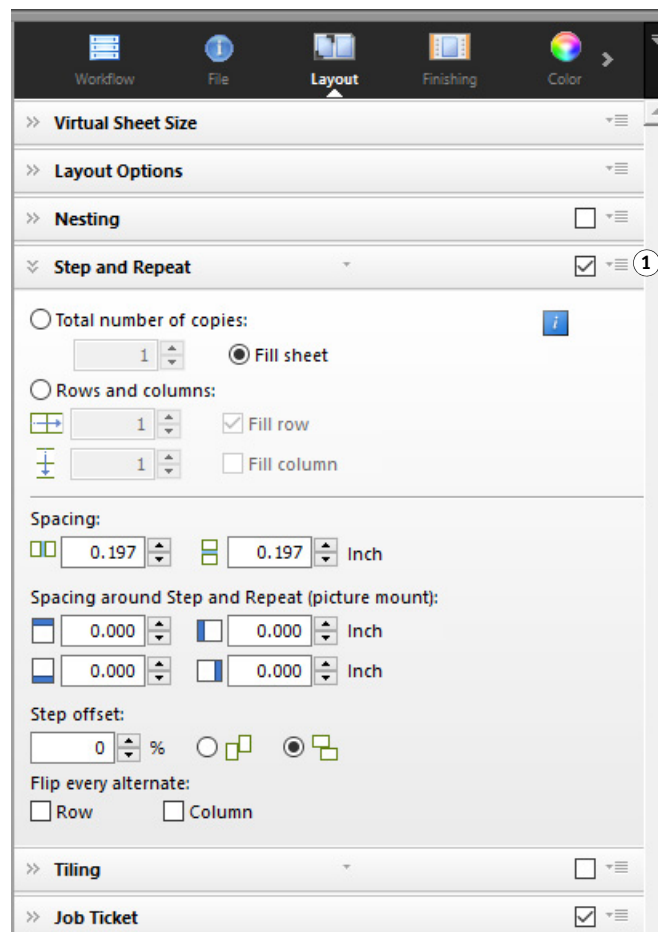 Workflow File Layout Finishing Color
Virtual Sheet Size
Layout Options
Nesting
Step and Repeat 1
Total number of copies: i
1 Fill sheet
Rows and columns:
1 Fill row
1 Fill column
Spacing:
0.197 0.197 Inch
Spacing around Step and Repeat (picture mount):
0.000 0.000 Inch
0.000 0.000 Inch
Step offset:
0 %
Flip every alternate:
Row Column
Tiling
Job Ticket